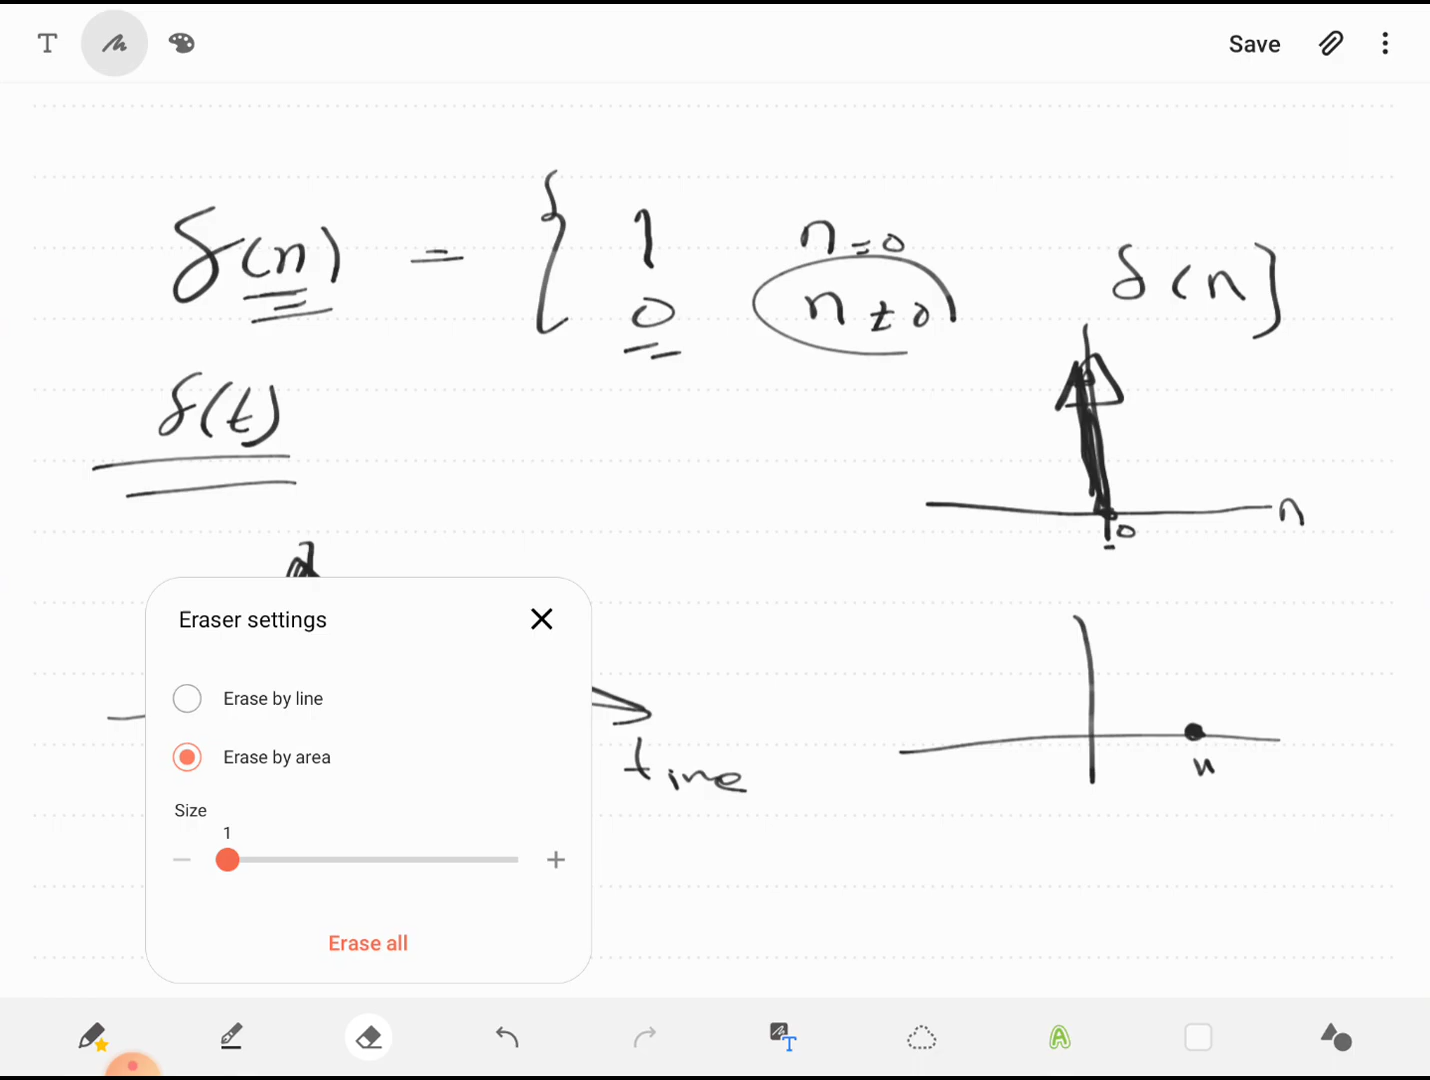 T Save
δ(n) = { 1 n=0
0 n≠0
δ(n]
δ(t)
n
0
Eraser settings
Erase by line
Erase by area
Size
1
Erase all
time
n
T
A